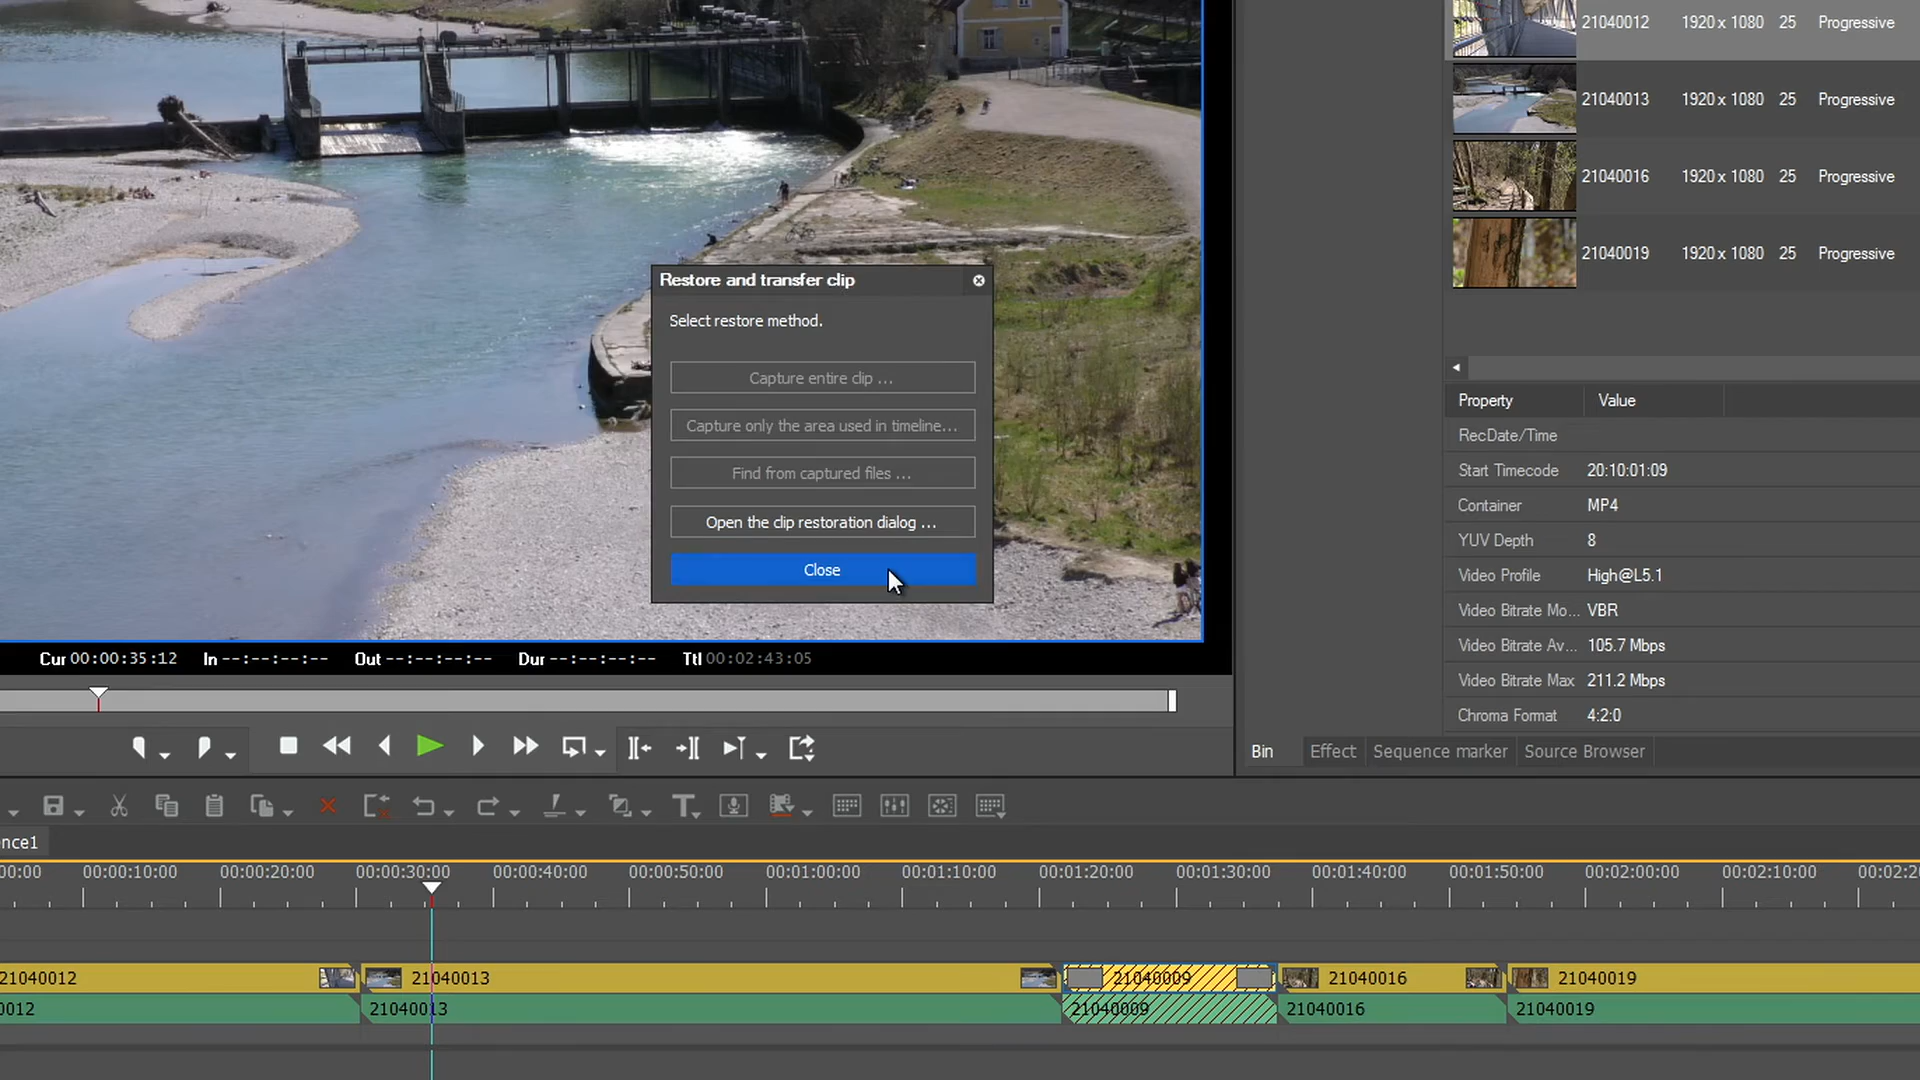 21040012 1920 x 1080 25 Progressive
21040013 1920 x 1080 25 Progressive
21040016 1920 x 1080 25 Progressive
21040019 1920 x 1080 25 Progressive
Restore and transfer clip
Select restore method.
Capture entire clip ...
Capture only the area used in timeline...
Find from captured files ...
Open the clip restoration dialog ...
Close
Property Value
RecDate/Time
Start Timecode 20:10:01:09
Container MP4
YUV Depth 8
Video Profile High@L5.1
Video Bitrate Mo... VBR
Video Bitrate Av... 105.7 Mbps
Video Bitrate Max 211.2 Mbps
Chroma Format 4:2:0
Cur 00:00:35:12 In --:--:--:-- Out --:--:--:-- Dur --:--:--:-- Ttl 00:02:43:05
Bin Effect Sequence marker Source Browser
ence1
00:00 00:00:10:00 00:00:20:00 00:00:30:00 00:00:40:00 00:00:50:00 00:01:00:00 00:01:10:00 00:01:20:00 00:01:30:00 00:01:40:00 00:01:50:00 00:02:00:00 00:02:10:00 00:02:20
21040012 21040013 21040009 21040016 21040019
0012 21040013 21040009 21040016 21040019